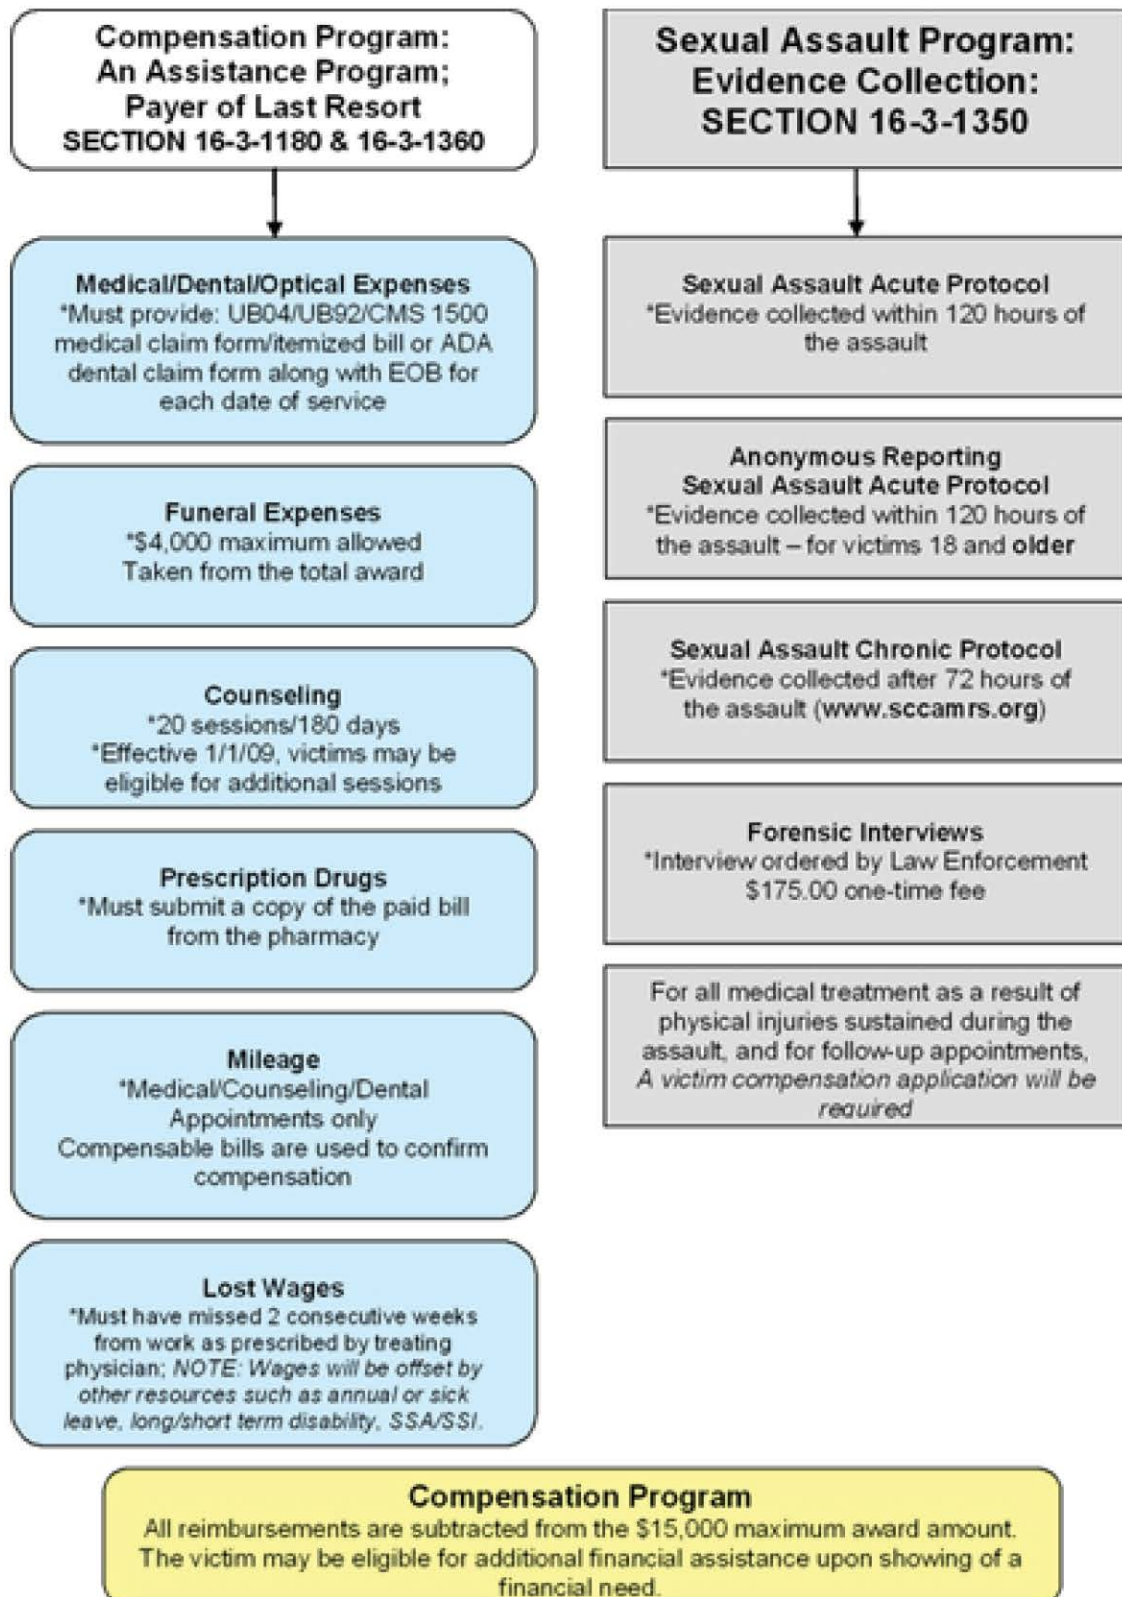 Compensation Program:
An Assistance Program;
Payer of Last Resort
SECTION 16-3-1180 & 16-3-1360
Medical/Dental/Optical Expenses
*Must provide: UB04/UB92/CMS 1500
medical claim form/itemized bill or ADA
dental claim form along with EOB for
each date of service
Funeral Expenses
*$4,000 maximum allowed
Taken from the total award
Counseling
*20 sessions/180 days
*Effective 1/1/09, victims may be
eligible for additional sessions
Prescription Drugs
*Must submit a copy of the paid bill
from the pharmacy
Mileage
*Medical/Counseling/Dental
Appointments only
Compensable bills are used to confirm
compensation
Lost Wages
*Must have missed 2 consecutive weeks
from work as prescribed by treating
physician; NOTE: Wages will be offset by
other resources such as annual or sick
leave, long/short term disability, SSA/SSI.
Sexual Assault Program:
Evidence Collection:
SECTION 16-3-1350
Sexual Assault Acute Protocol
*Evidence collected within 120 hours of
the assault
Anonymous Reporting
Sexual Assault Acute Protocol
*Evidence collected within 120 hours of
the assault – for victims 18 and older
Sexual Assault Chronic Protocol
*Evidence collected after 72 hours of
the assault (www.sccamrs.org)
Forensic Interviews
*Interview ordered by Law Enforcement
$175.00 one-time fee
For all medical treatment as a result of
physical injuries sustained during the
assault, and for follow-up appointments,
A victim compensation application will be
required
Compensation Program
All reimbursements are subtracted from the $15,000 maximum award amount.
The victim may be eligible for additional financial assistance upon showing of a
financial need.